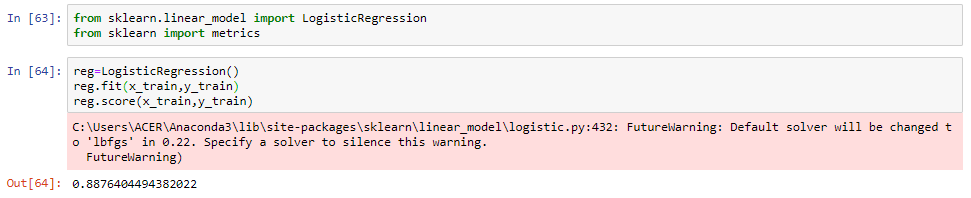 In [63]: from sklearn.linear_model import LogisticRegression
from sklearn import metrics
In [64]: reg=LogisticRegression()
reg.fit(x_train,y_train)
reg.score(x_train,y_train)
C:\Users\ACER\Anaconda3\lib\site-packages\sklearn\linear_model\logistic.py:432: FutureWarning: Default solver will be changed t
o 'lbfgs' in 0.22. Specify a solver to silence this warning.
FutureWarning)
Out[64]: 0.8876404494382022